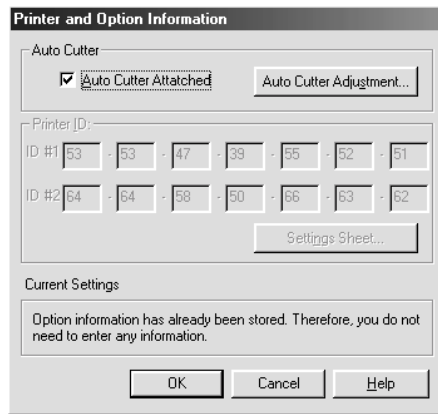 Printer and Option Information
Auto Cutter
Auto Cutter Attatched
Auto Cutter Adjustment...
Printer ID:
ID #1 53 - 53 - 47 - 39 - 55 - 52 - 51
ID #2 64 - 64 - 58 - 50 - 66 - 63 - 62
Settings Sheet...
Current Settings
Option information has already been stored. Therefore, you do not
need to enter any information.
OK Cancel Help